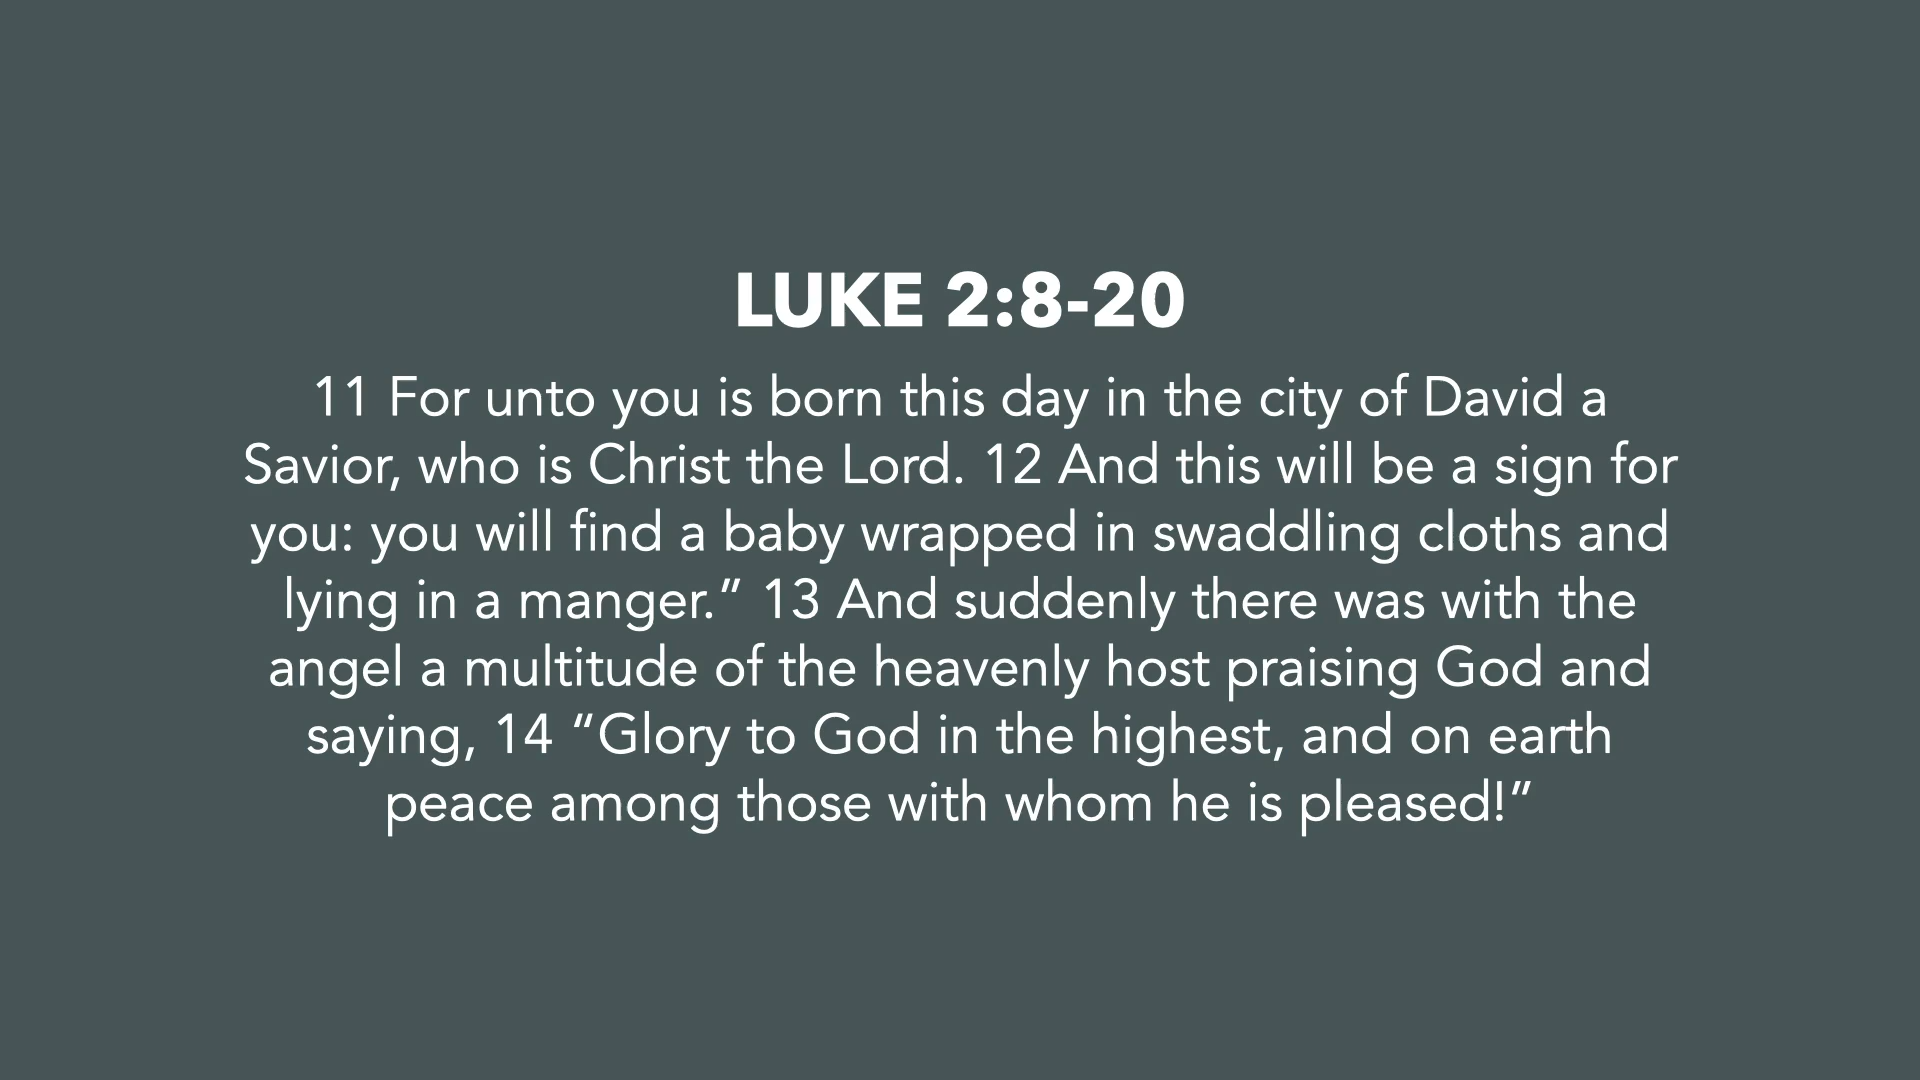 LUKE 2:8-20
11 For unto you is born this day in the city of David a
Savior, who is Christ the Lord. 12 And this will be a sign for
you: you will find a baby wrapped in swaddling cloths and
lying in a manger.” 13 And suddenly there was with the
angel a multitude of the heavenly host praising God and
saying, 14 “Glory to God in the highest, and on earth
peace among those with whom he is pleased!”